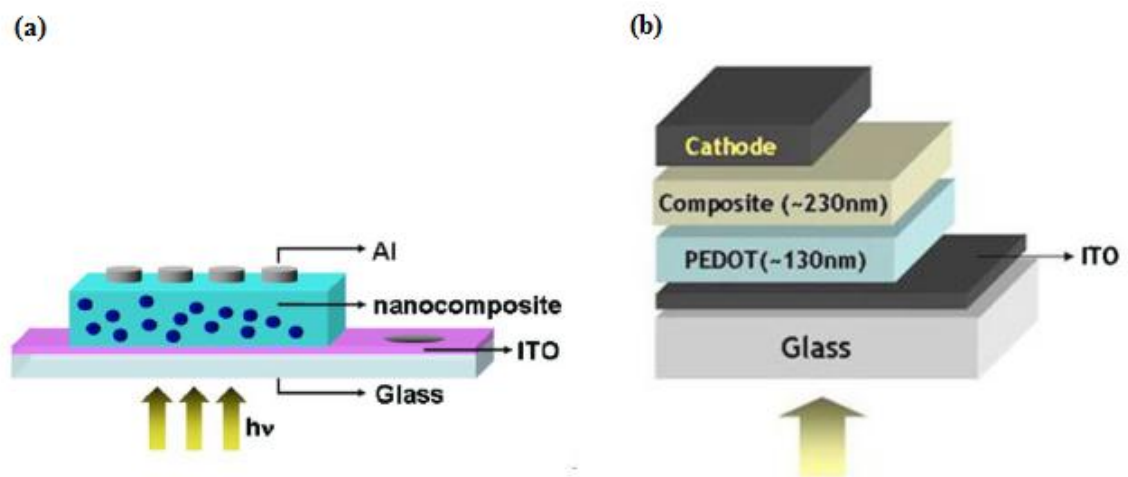 (a)
Al
nanocomposite
ITO
Glass
hν
(b)
Cathode
Composite (~230nm)
PEDOT(~130nm)
ITO
Glass